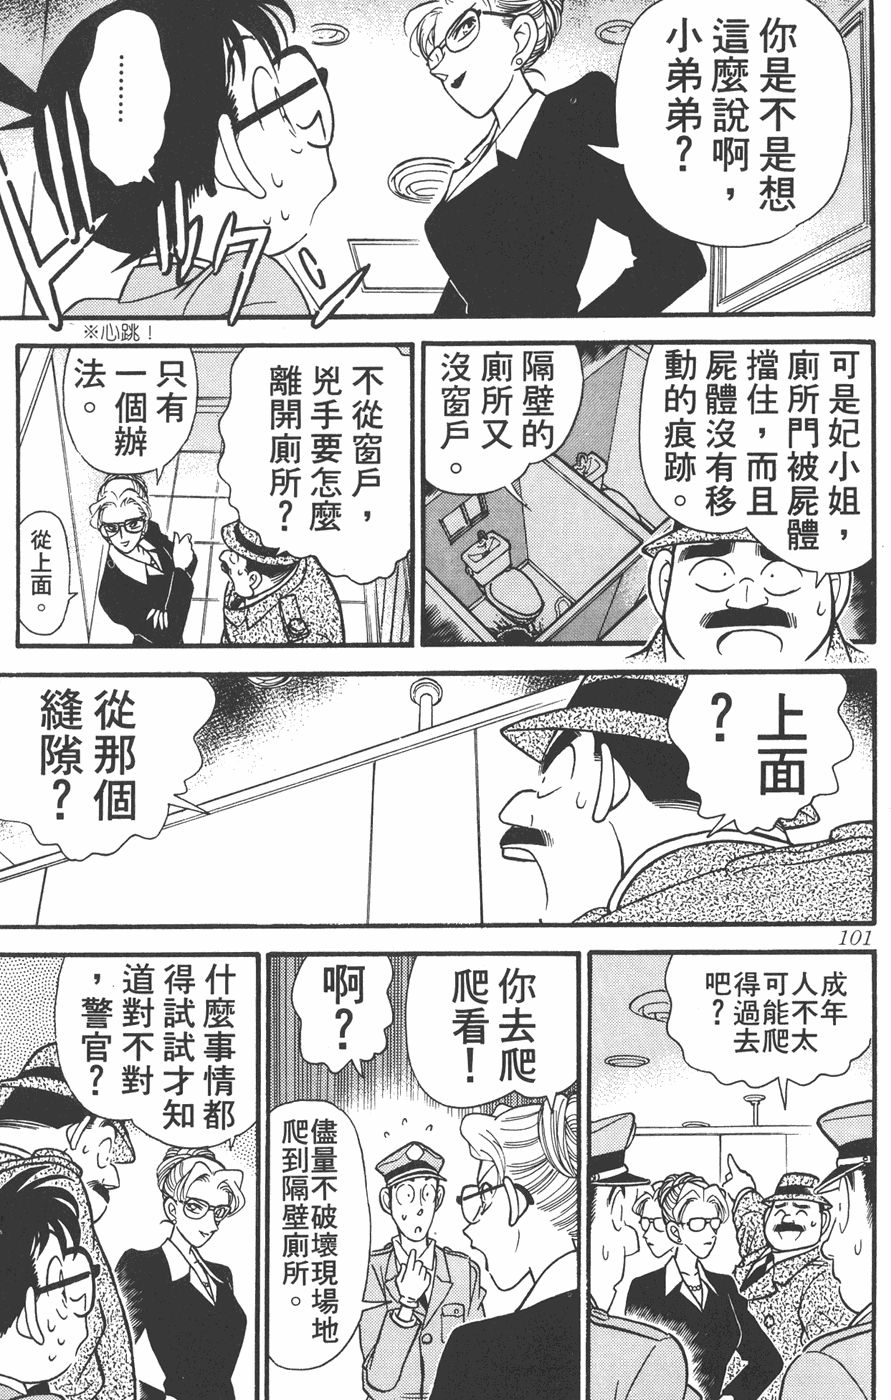 你是不是想
這麼說啊，
小弟弟？
………
ドックン
※心跳！
可是妃小姐，
廁所門被屍體
擋住，而且
屍體沒有移
動的痕跡。
隔壁的
廁所又
沒窗戶。
不從窗戶，
兇手要怎麼
離開廁所？
只有
一個辦
法。
從上面。
上面
？
從那個
縫隙？
101
成年
人不太
可能爬
得過去
吧？
你去爬
爬看！
啊？
儘量不破壞現場地
爬到隔壁廁所。
什麼事情都
得試試才知
道對不對
，警官？